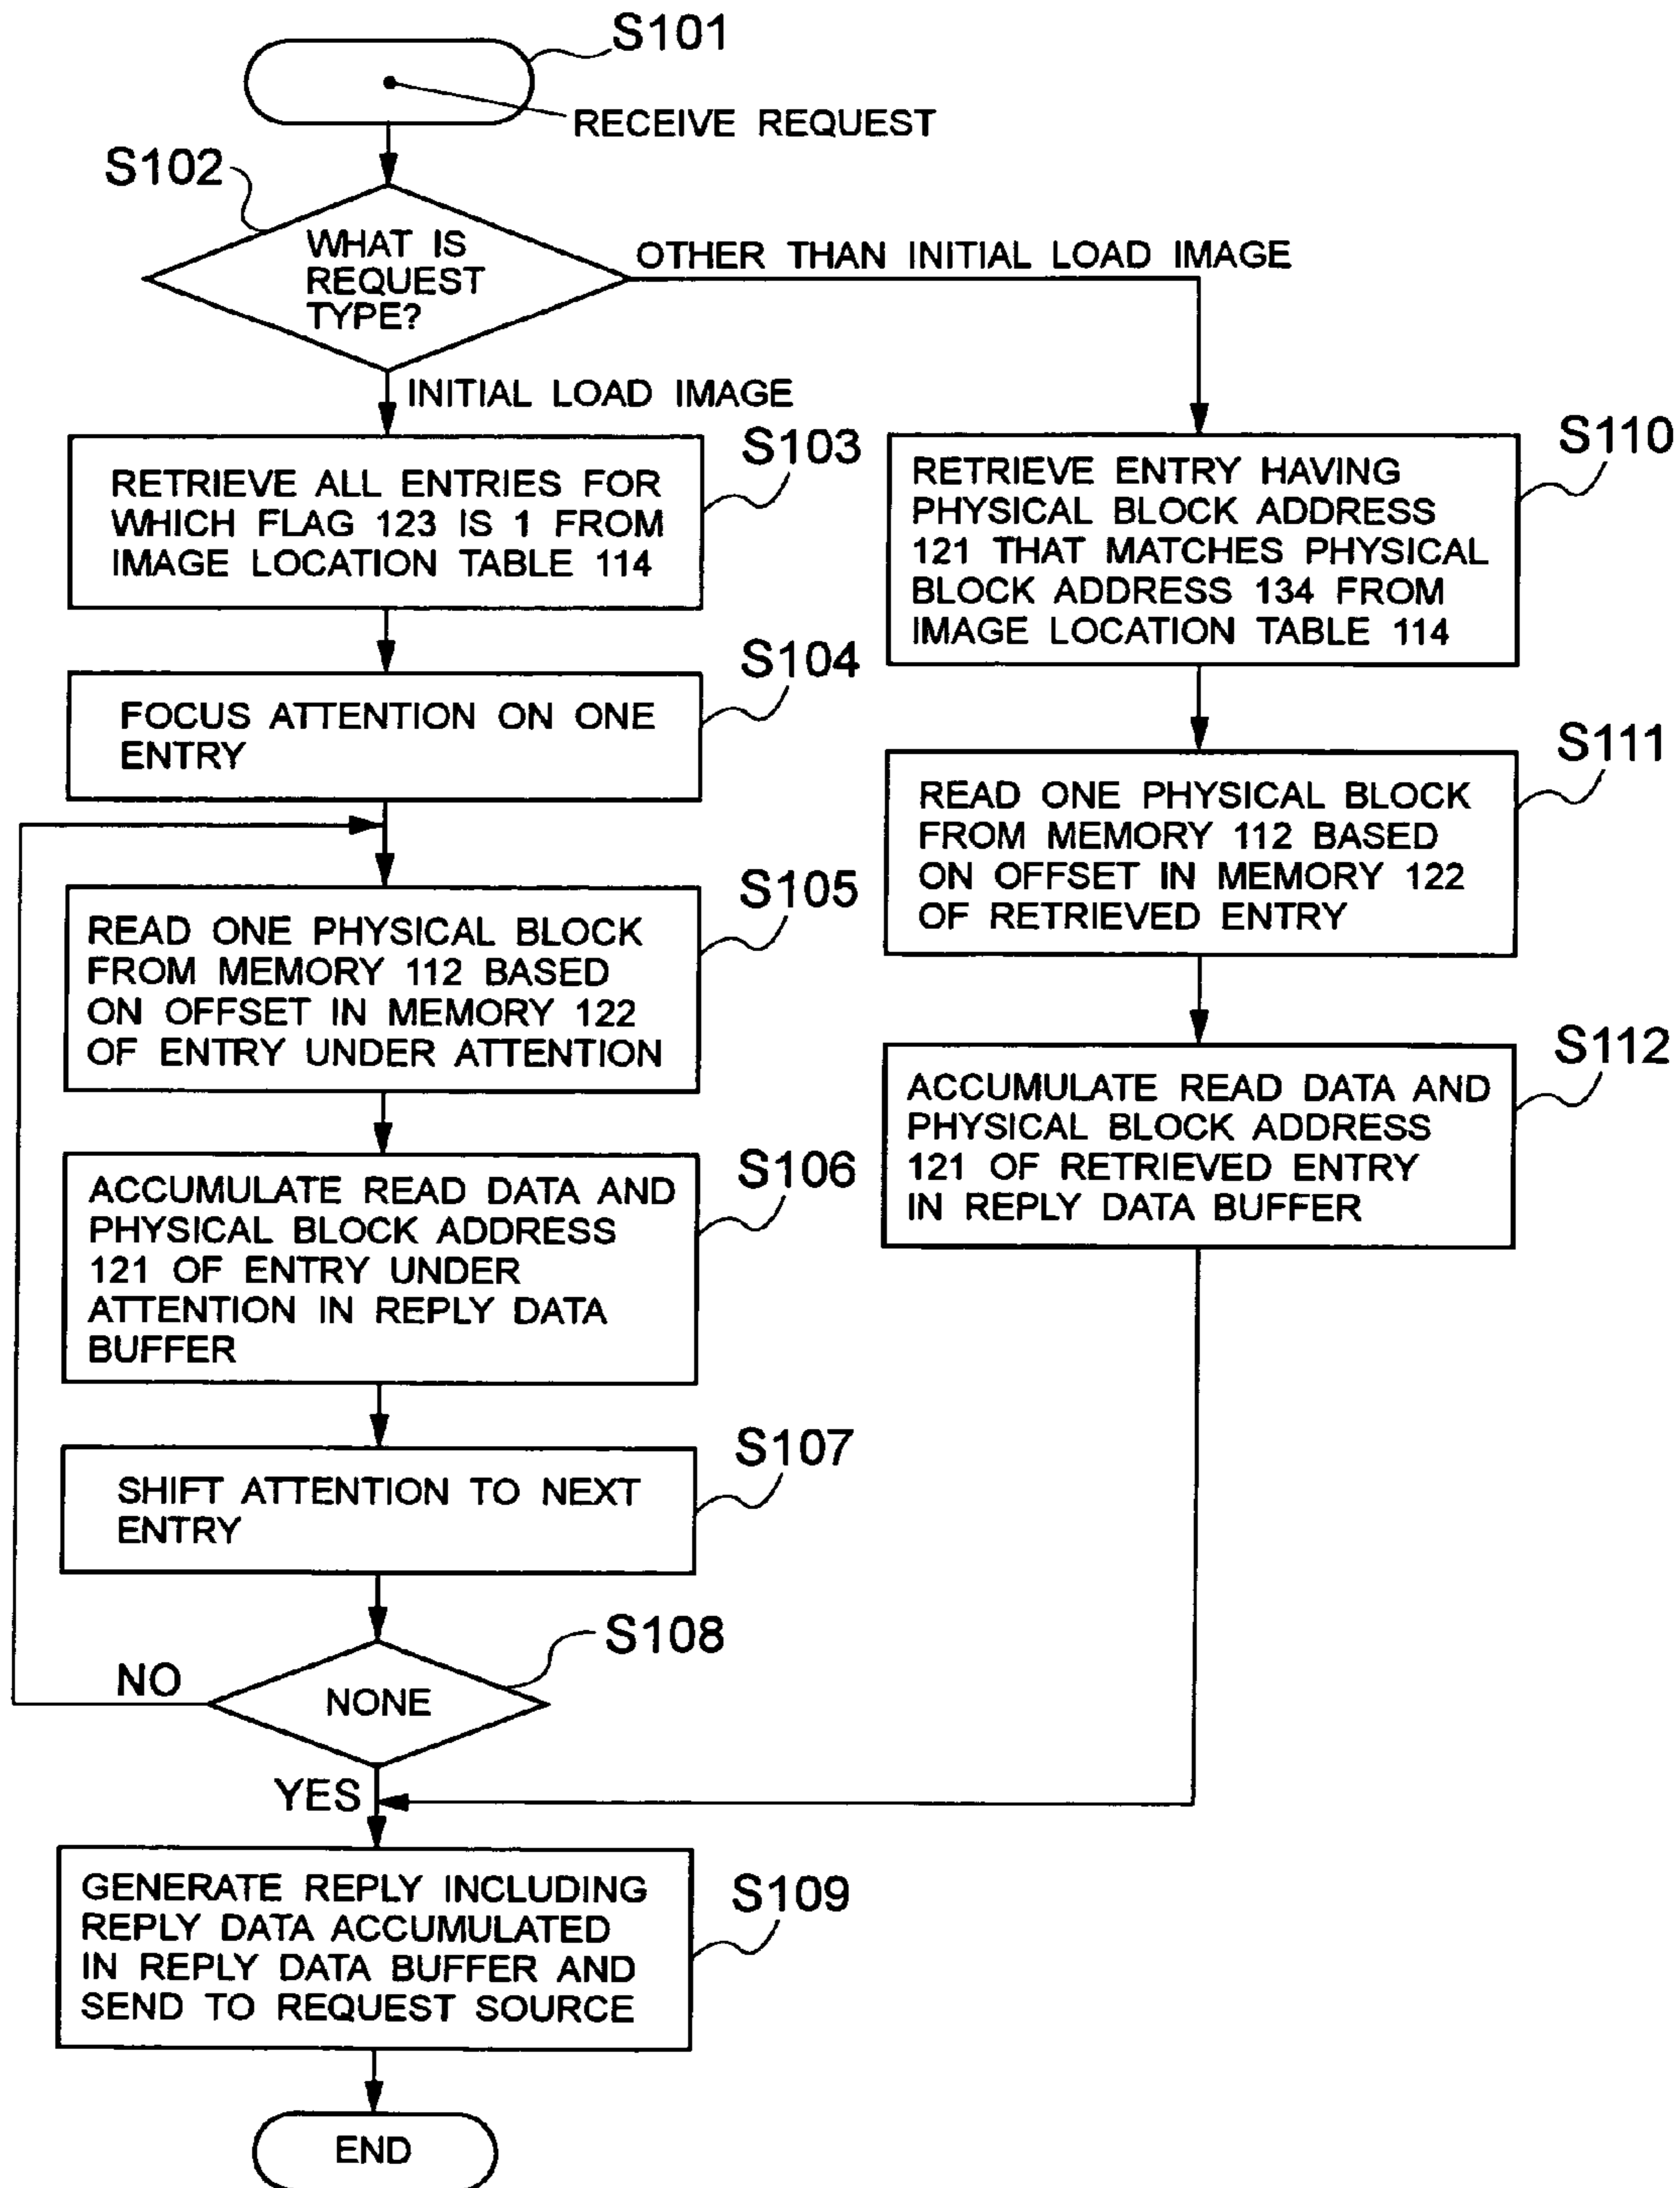 S101
RECEIVE REQUEST
S102
WHAT IS
REQUEST
TYPE?
OTHER THAN INITIAL LOAD IMAGE
INITIAL LOAD IMAGE
S103
RETRIEVE ALL ENTRIES FOR
WHICH FLAG 123 IS 1 FROM
IMAGE LOCATION TABLE 114
S104
FOCUS ATTENTION ON ONE
ENTRY
S105
READ ONE PHYSICAL BLOCK
FROM MEMORY 112 BASED
ON OFFSET IN MEMORY 122
OF ENTRY UNDER ATTENTION
S106
ACCUMULATE READ DATA AND
PHYSICAL BLOCK ADDRESS
121 OF ENTRY UNDER
ATTENTION IN REPLY DATA
BUFFER
S107
SHIFT ATTENTION TO NEXT
ENTRY
S108
NONE
NO
YES
S110
RETRIEVE ENTRY HAVING
PHYSICAL BLOCK ADDRESS
121 THAT MATCHES PHYSICAL
BLOCK ADDRESS 134 FROM
IMAGE LOCATION TABLE 114
S111
READ ONE PHYSICAL BLOCK
FROM MEMORY 112 BASED
ON OFFSET IN MEMORY 122
OF RETRIEVED ENTRY
S112
ACCUMULATE READ DATA AND
PHYSICAL BLOCK ADDRESS
121 OF RETRIEVED ENTRY
IN REPLY DATA BUFFER
S109
GENERATE REPLY INCLUDING
REPLY DATA ACCUMULATED
IN REPLY DATA BUFFER AND
SEND TO REQUEST SOURCE
END